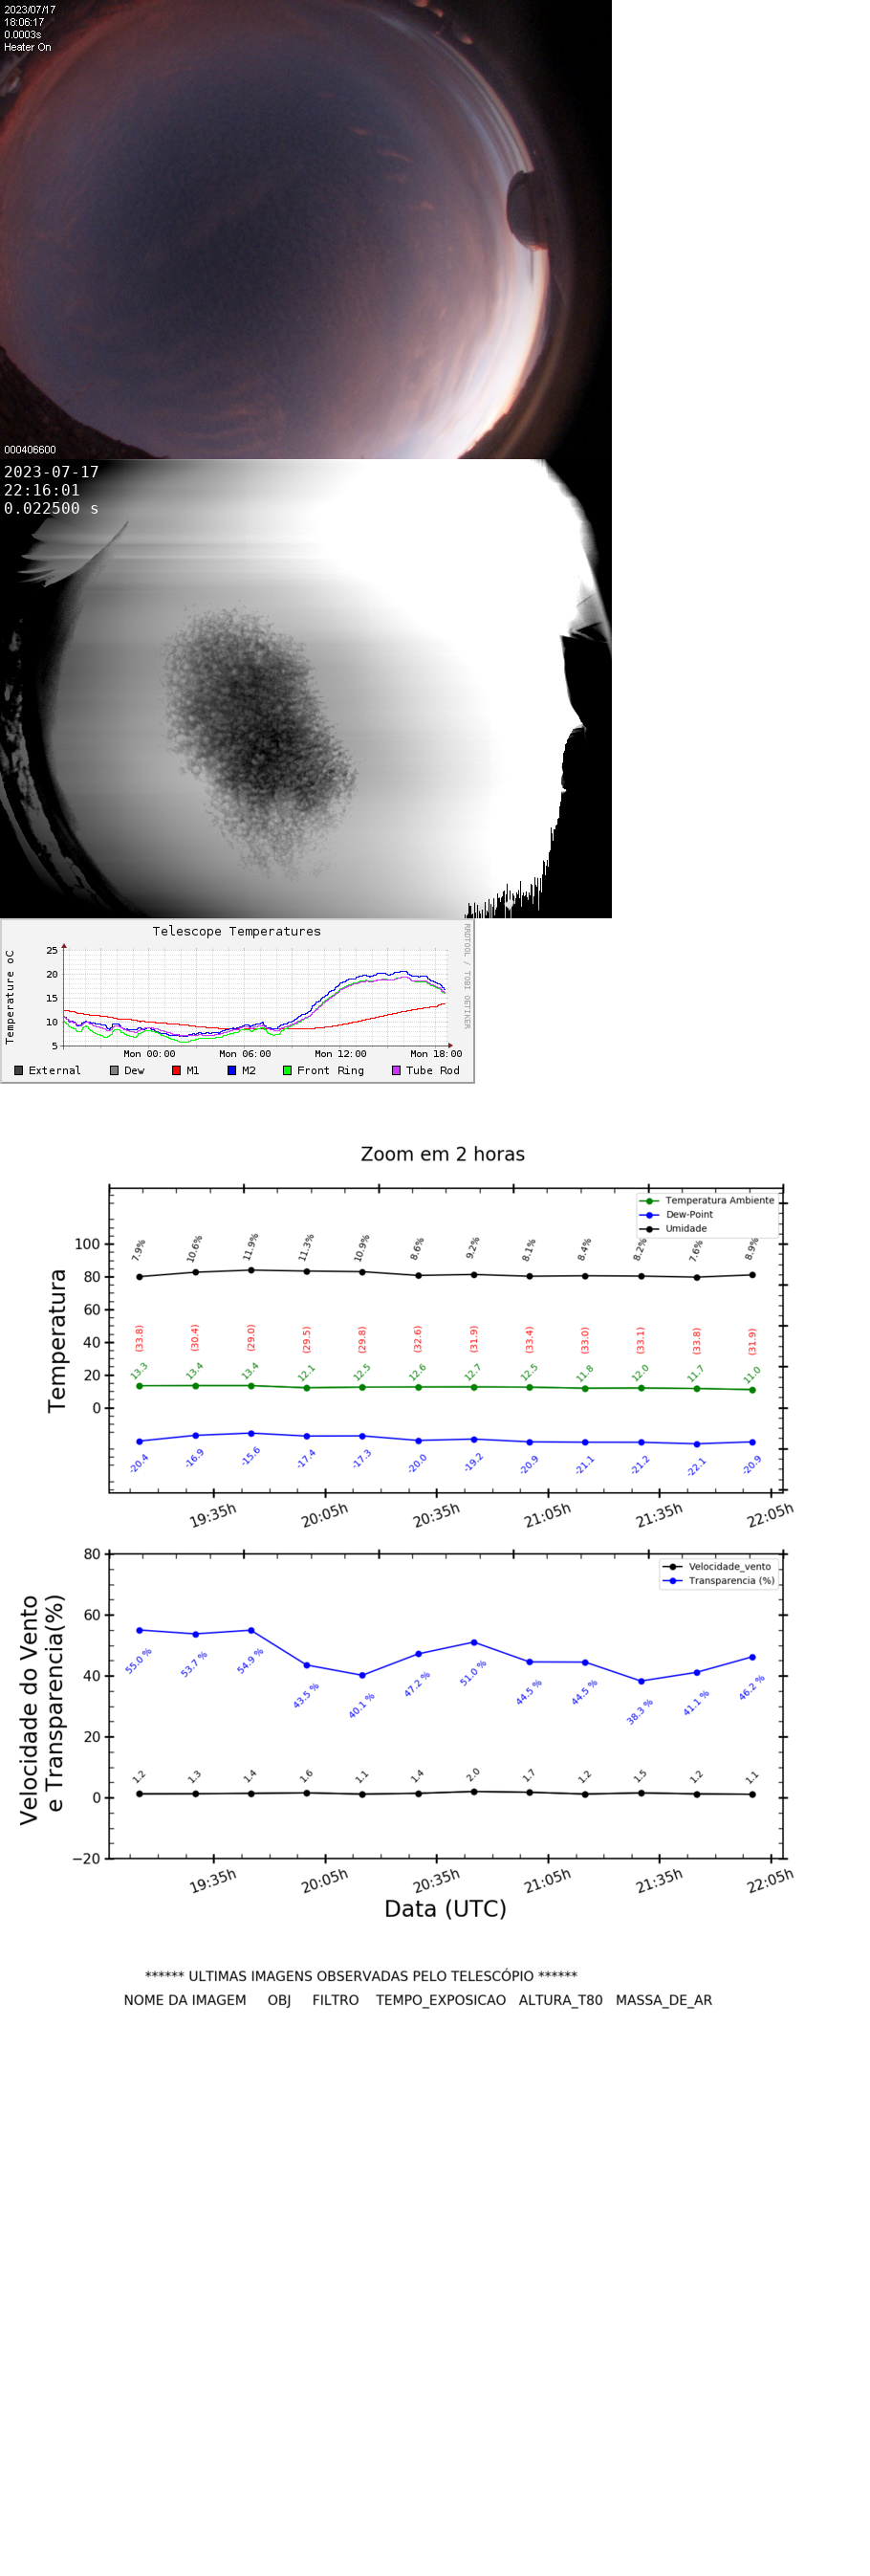 2023/07/17
18:06:17
0.0003s
Heater On
000406600
2023-07-17
22:16:01
0.022500 s
Telescope Temperatures
RRDTOOL / TOBI OETIKER
Temperature oC
25
20
15
10
5
Mon 00:00 Mon 06:00 Mon 12:00 Mon 18:00
External Dew M1 M2 Front Ring Tube Rod
Zoom em 2 horas
Temperatura Ambiente
Dew-Point
Umidade
Temperatura
100
80
60
40
20
0
7.9% 10.6% 11.9% 11.3% 10.9% 8.6% 9.2% 8.1% 8.4% 8.2% 7.6% 8.9%
(33.8) (30.4) (29.0) (29.5) (29.8) (32.6) (31.9) (33.4) (33.0) (33.1) (33.8) (31.9)
13.3 13.4 13.4 12.1 12.5 12.6 12.7 12.5 11.8 12.0 11.7 11.0
-20.4 -16.9 -15.6 -17.4 -17.3 -20.0 -19.2 -20.9 -21.1 -21.2 -22.1 -20.9
19:35h 20:05h 20:35h 21:05h 21:35h 22:05h
Velocidade_vento
Transparencia (%)
Velocidade do Vento
e Transparencia(%)
80
60
40
20
0
−20
55.0 % 53.7 % 54.9 % 43.5 % 40.1 % 47.2 % 51.0 % 44.5 % 44.5 % 38.3 % 41.1 % 46.2 %
1.2 1.3 1.4 1.6 1.1 1.4 2.0 1.7 1.2 1.5 1.2 1.1
19:35h 20:05h 20:35h 21:05h 21:35h 22:05h
Data (UTC)
****** ULTIMAS IMAGENS OBSERVADAS PELO TELESCÓPIO ******
NOME DA IMAGEM OBJ FILTRO TEMPO_EXPOSICAO ALTURA_T80 MASSA_DE_AR